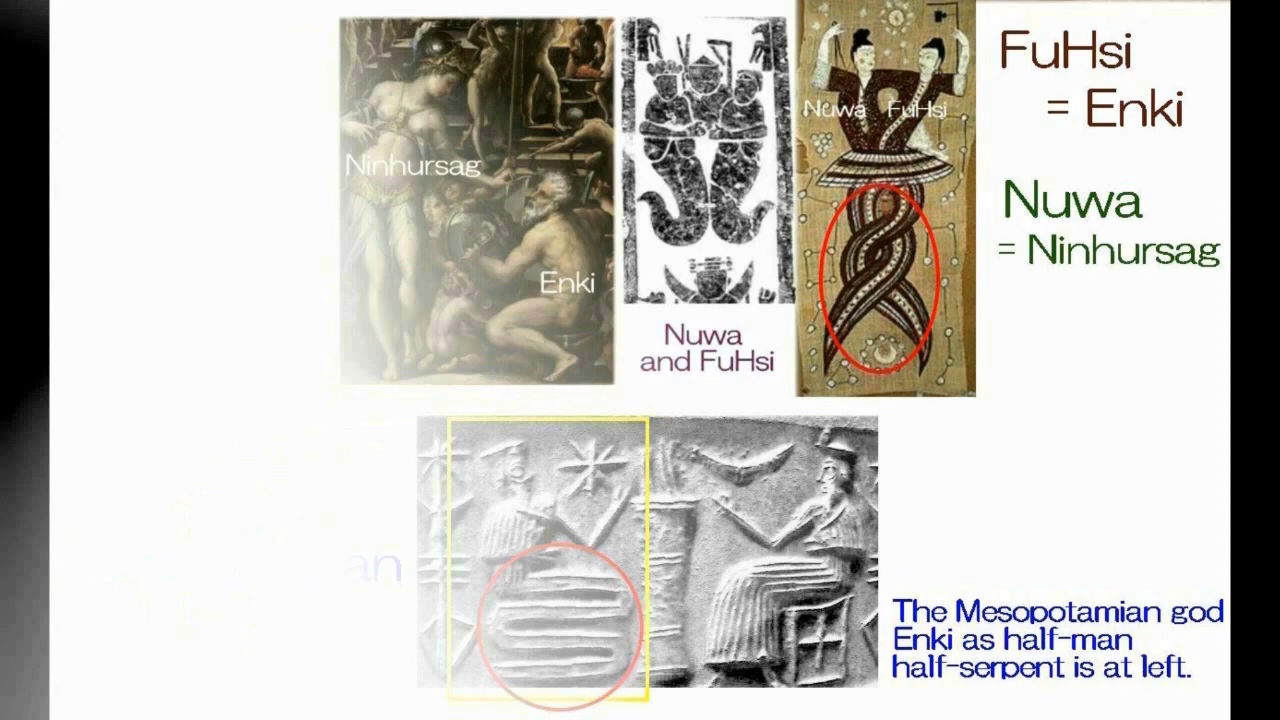 Ninhursag
Enki
Nuwa
and FuHsi
Nuwa FuHsi
FuHsi
= Enki
Nuwa
= Ninhursag
an
The Mesopotamian god
Enki as half-man
half-serpent is at left.